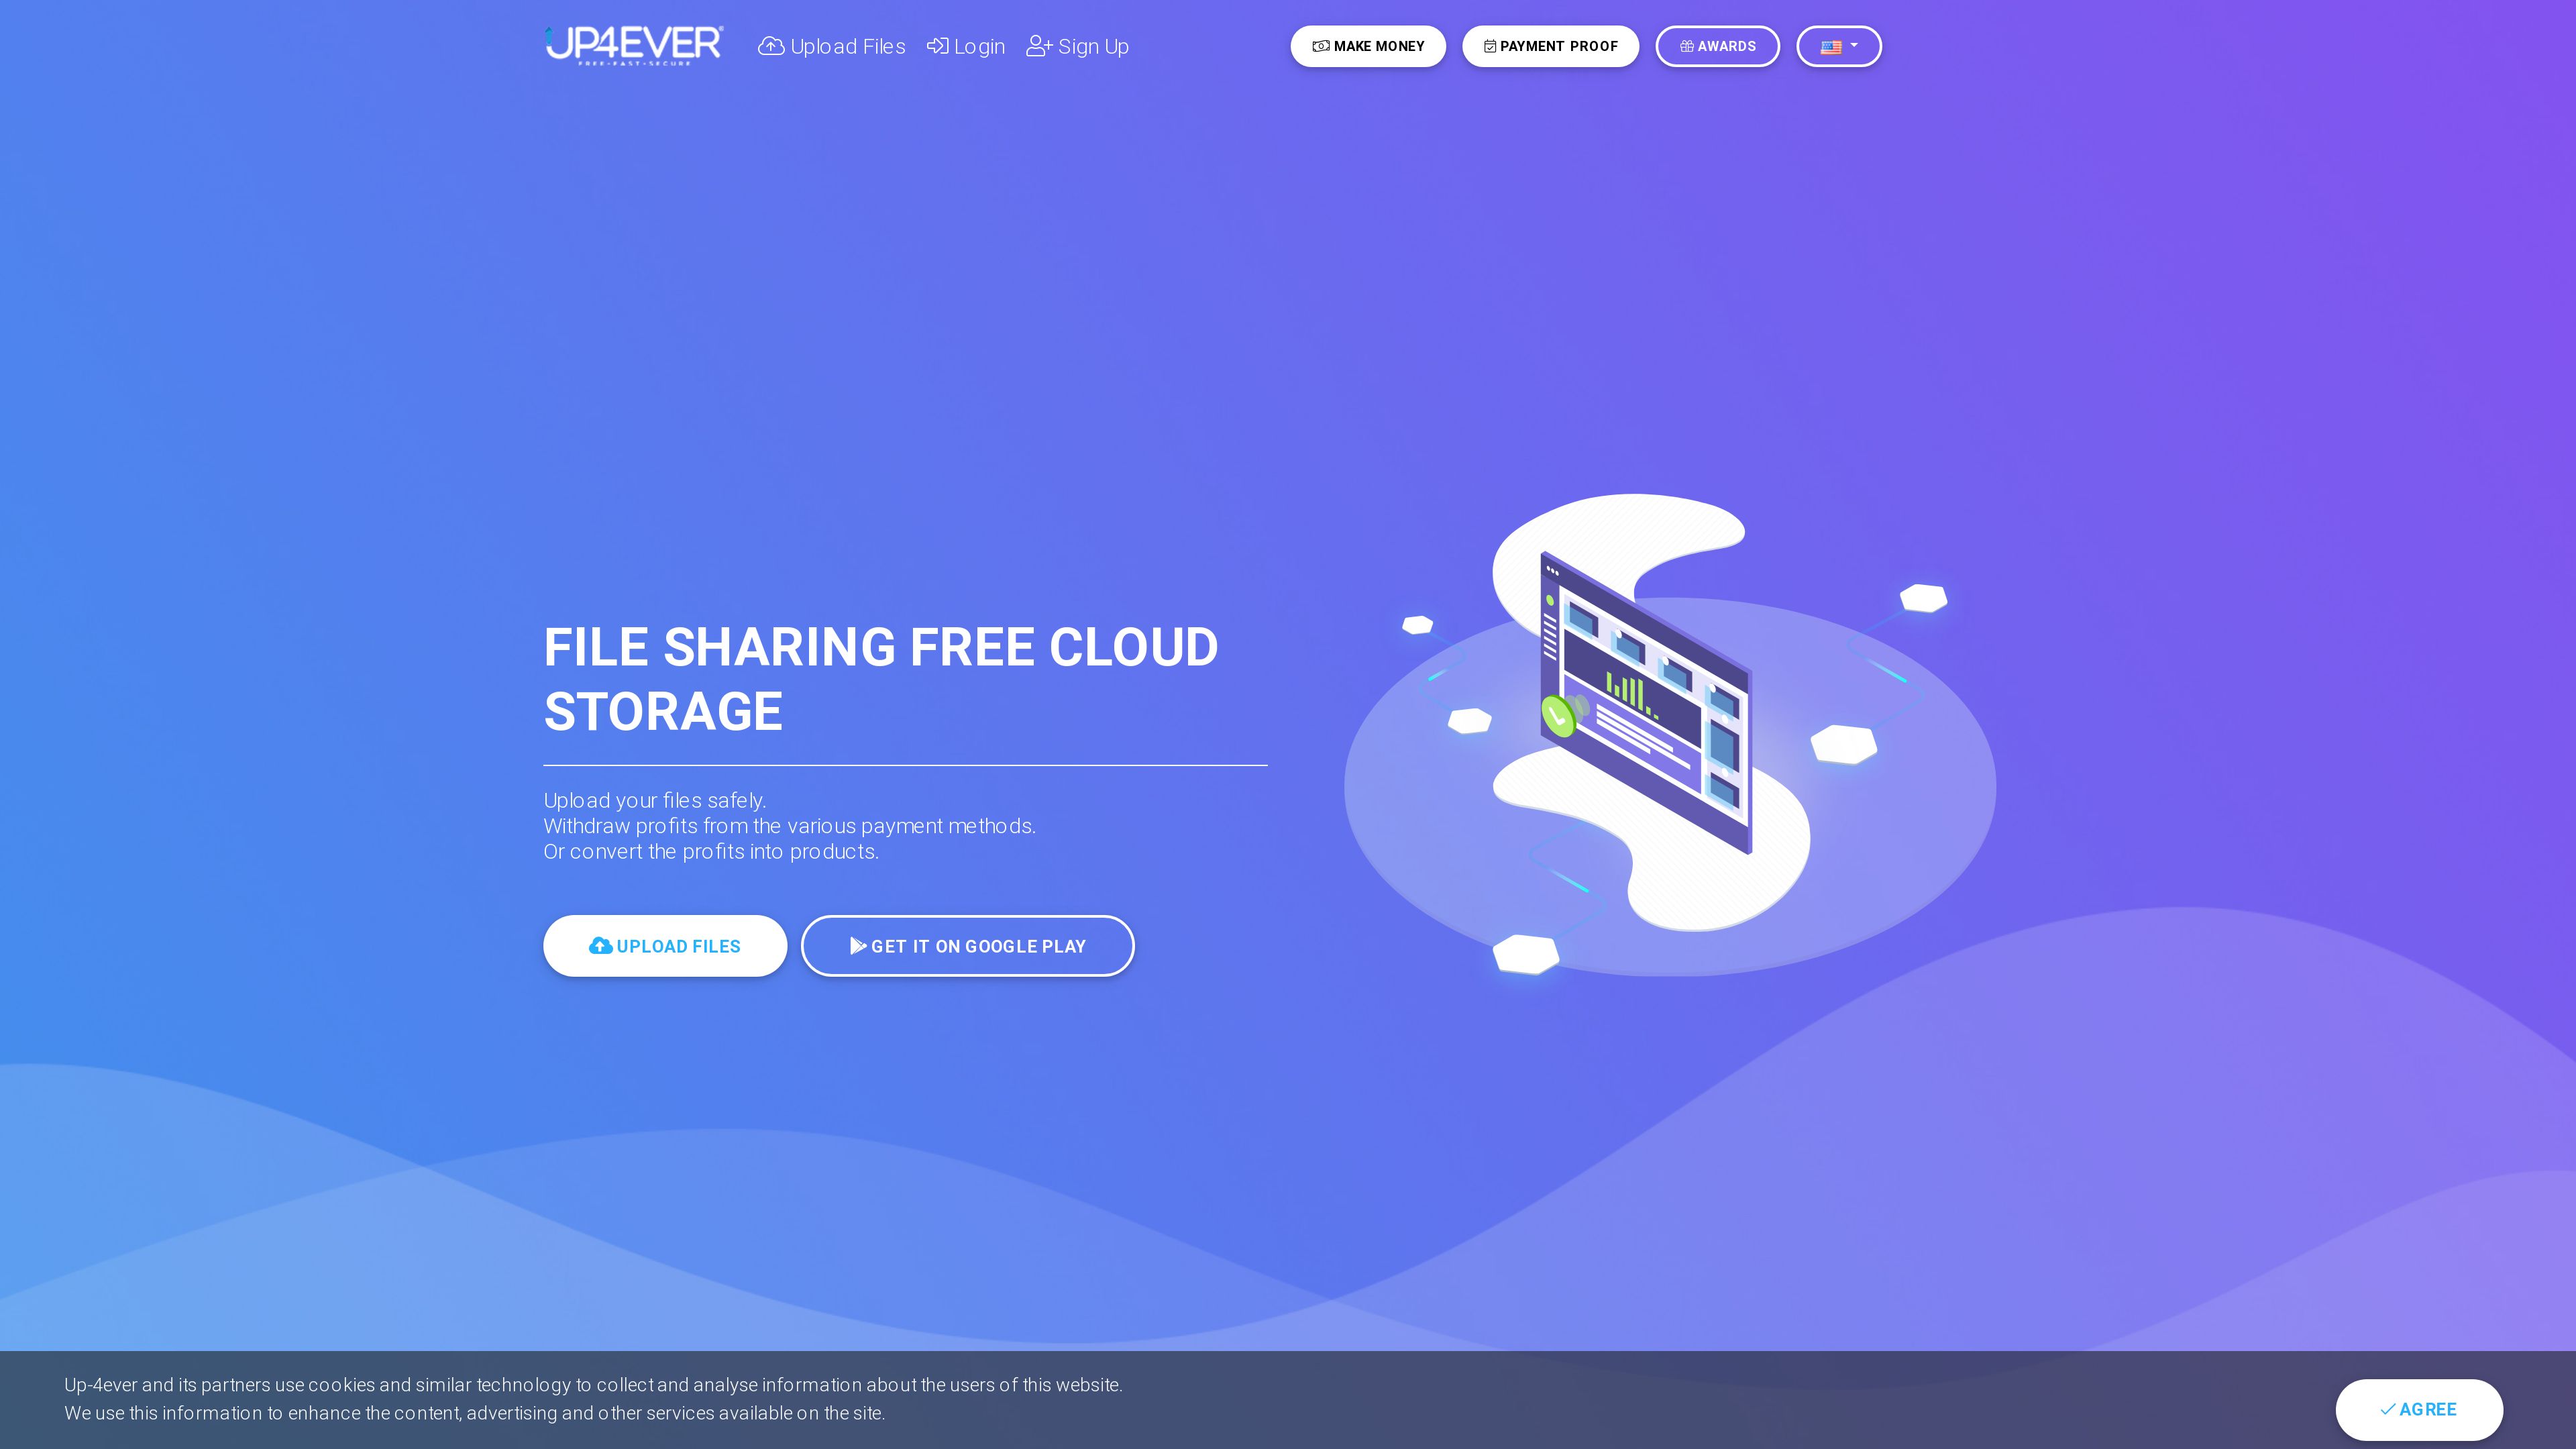 UP4EVER
FREE-FAST-SECURE
Upload Files
Login
Sign Up
MAKE MONEY
PAYMENT PROOF
AWARDS
FILE SHARING FREE CLOUD
STORAGE
Upload your files safely.
Withdraw profits from the various payment methods.
Or convert the profits into products.
UPLOAD FILES
GET IT ON GOOGLE PLAY
Up-4ever and its partners use cookies and similar technology to collect and analyse information about the users of this website.
We use this information to enhance the content, advertising and other services available on the site.
AGREE